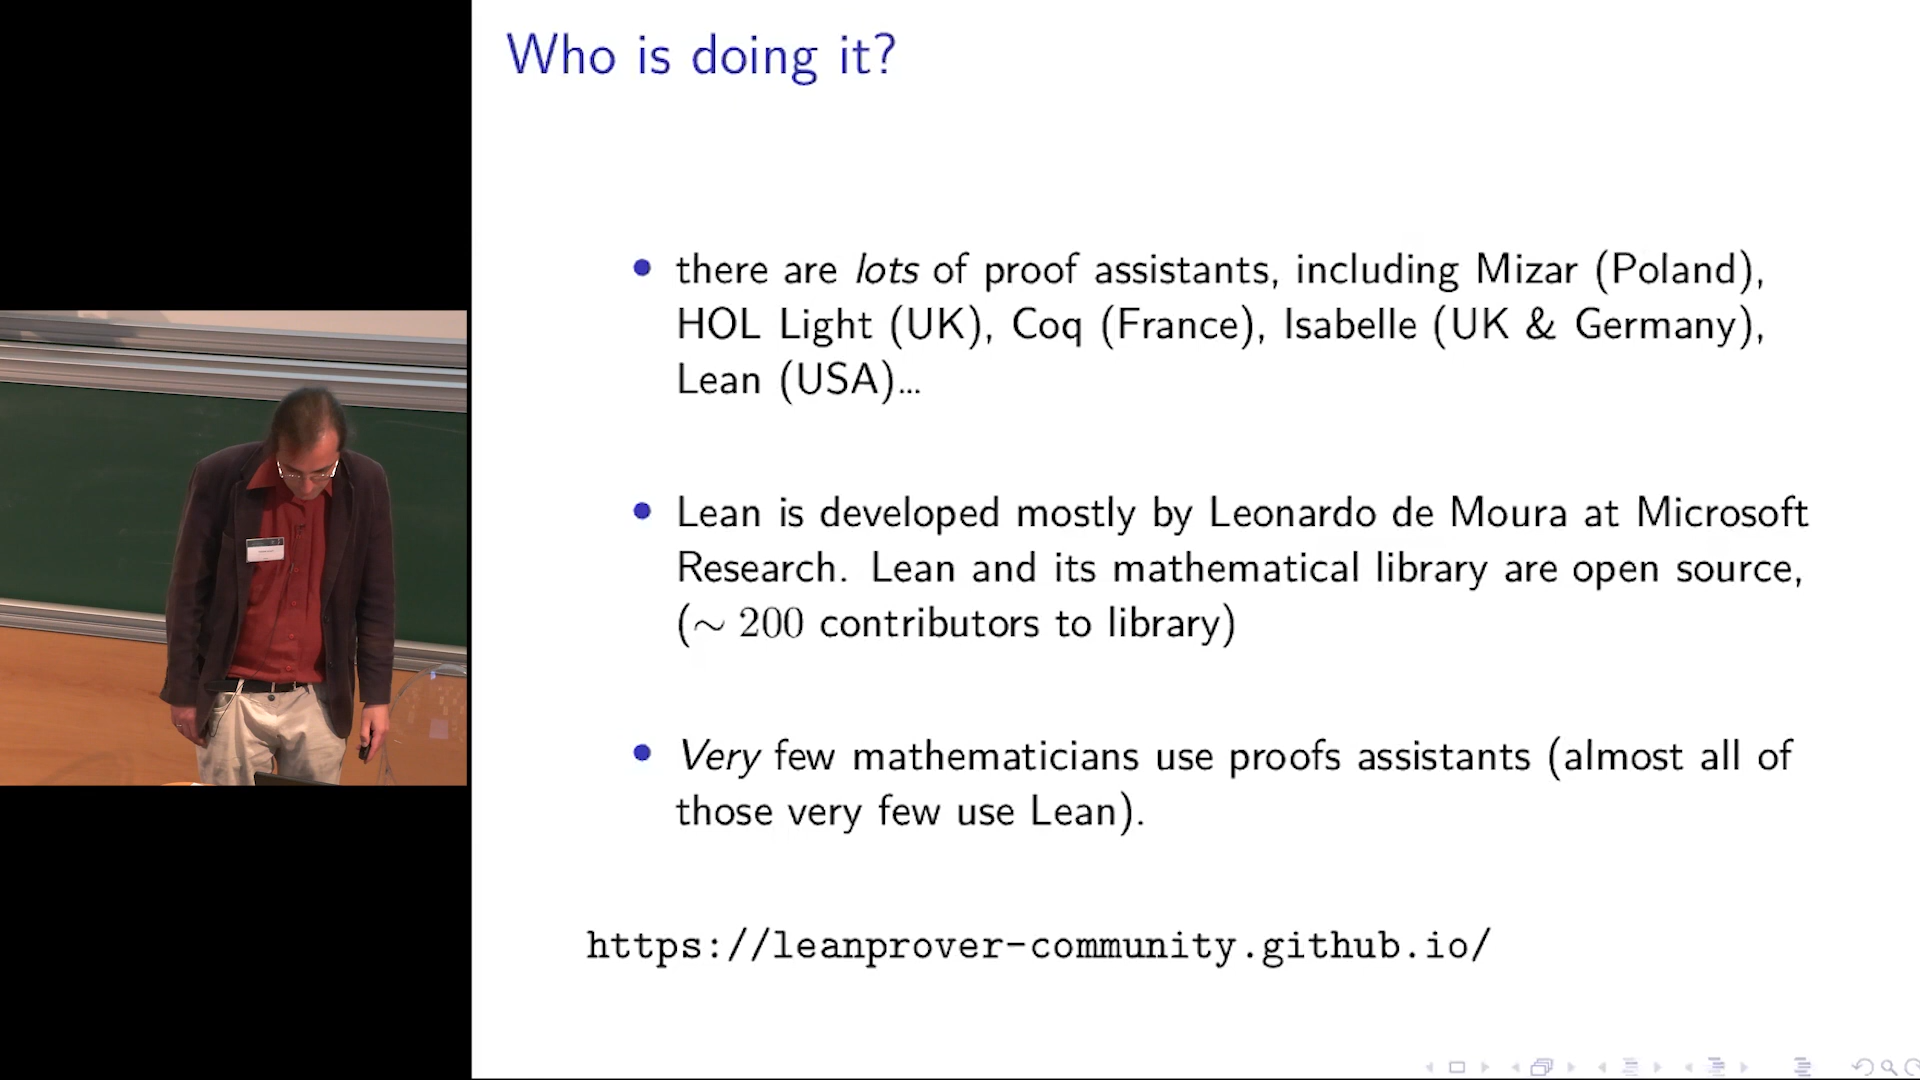 Who is doing it?
there are lots of proof assistants, including Mizar (Poland),
HOL Light (UK), Coq (France), Isabelle (UK & Germany),
Lean (USA)…
Lean is developed mostly by Leonardo de Moura at Microsoft
Research. Lean and its mathematical library are open source,
(∼ 200 contributors to library)
Very few mathematicians use proofs assistants (almost all of
those very few use Lean).
https://leanprover-community.github.io/